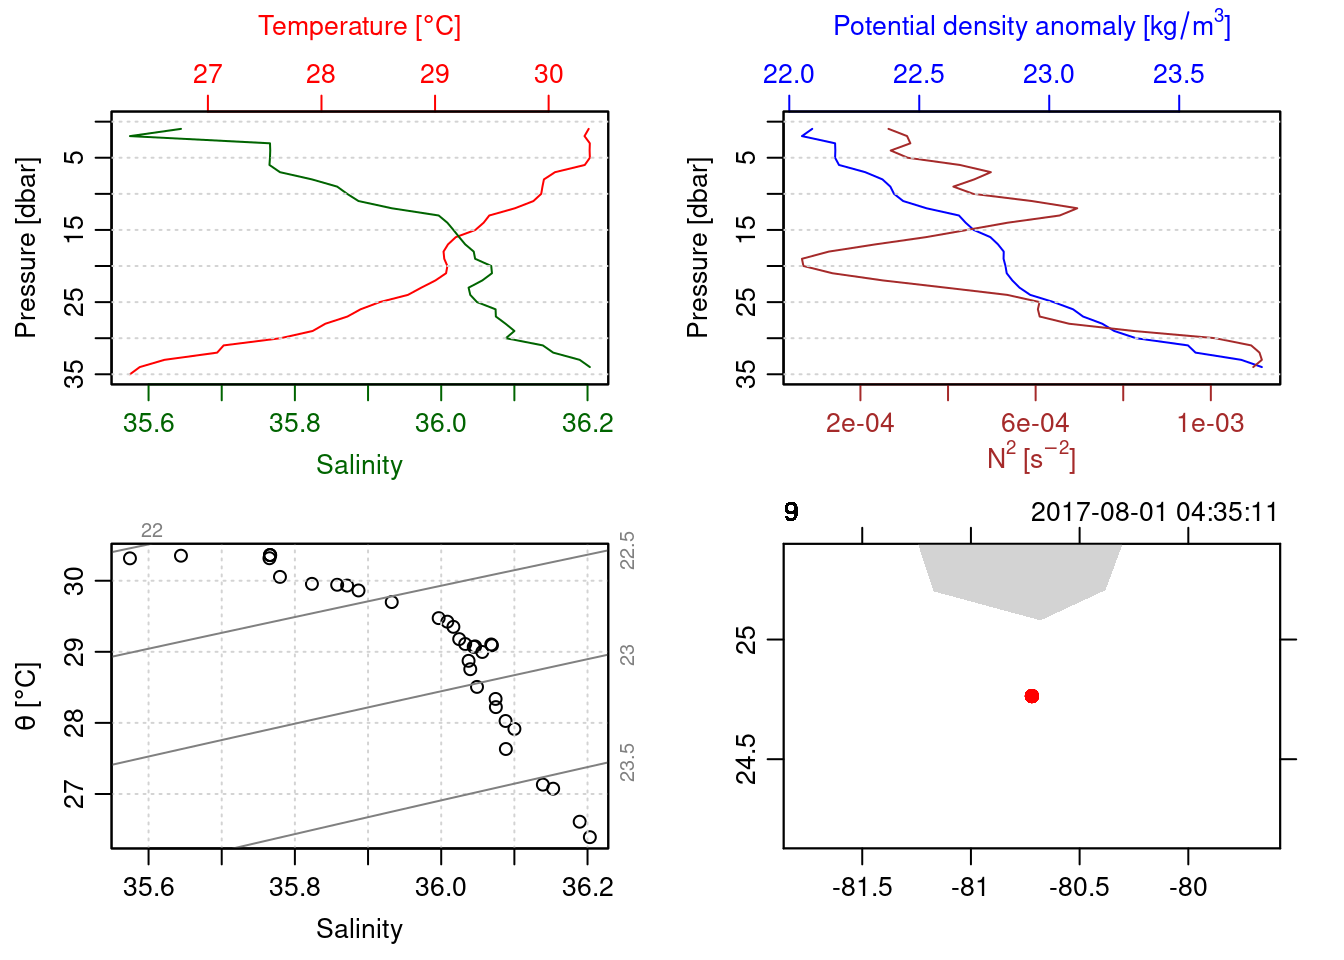 Temperature [°C]
27 28 29 30
Pressure [dbar]
5 15 25 35
35.6 35.8 36.0 36.2
Salinity
Potential density anomaly [kg/m³]
22.0 22.5 23.0 23.5
Pressure [dbar]
5 15 25 35
2e-04 6e-04 1e-03
N² [s⁻²]
22
22.5
23
23.5
θ [°C]
30
29
28
27
35.6 35.8 36.0 36.2
Salinity
2017-08-01 04:35:11
25
24.5
-81.5 -81 -80.5 -80